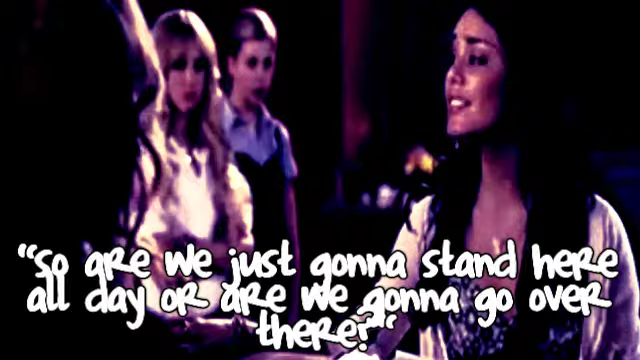 "So are we just gonna stand here
all day or are we gonna go over
there?"